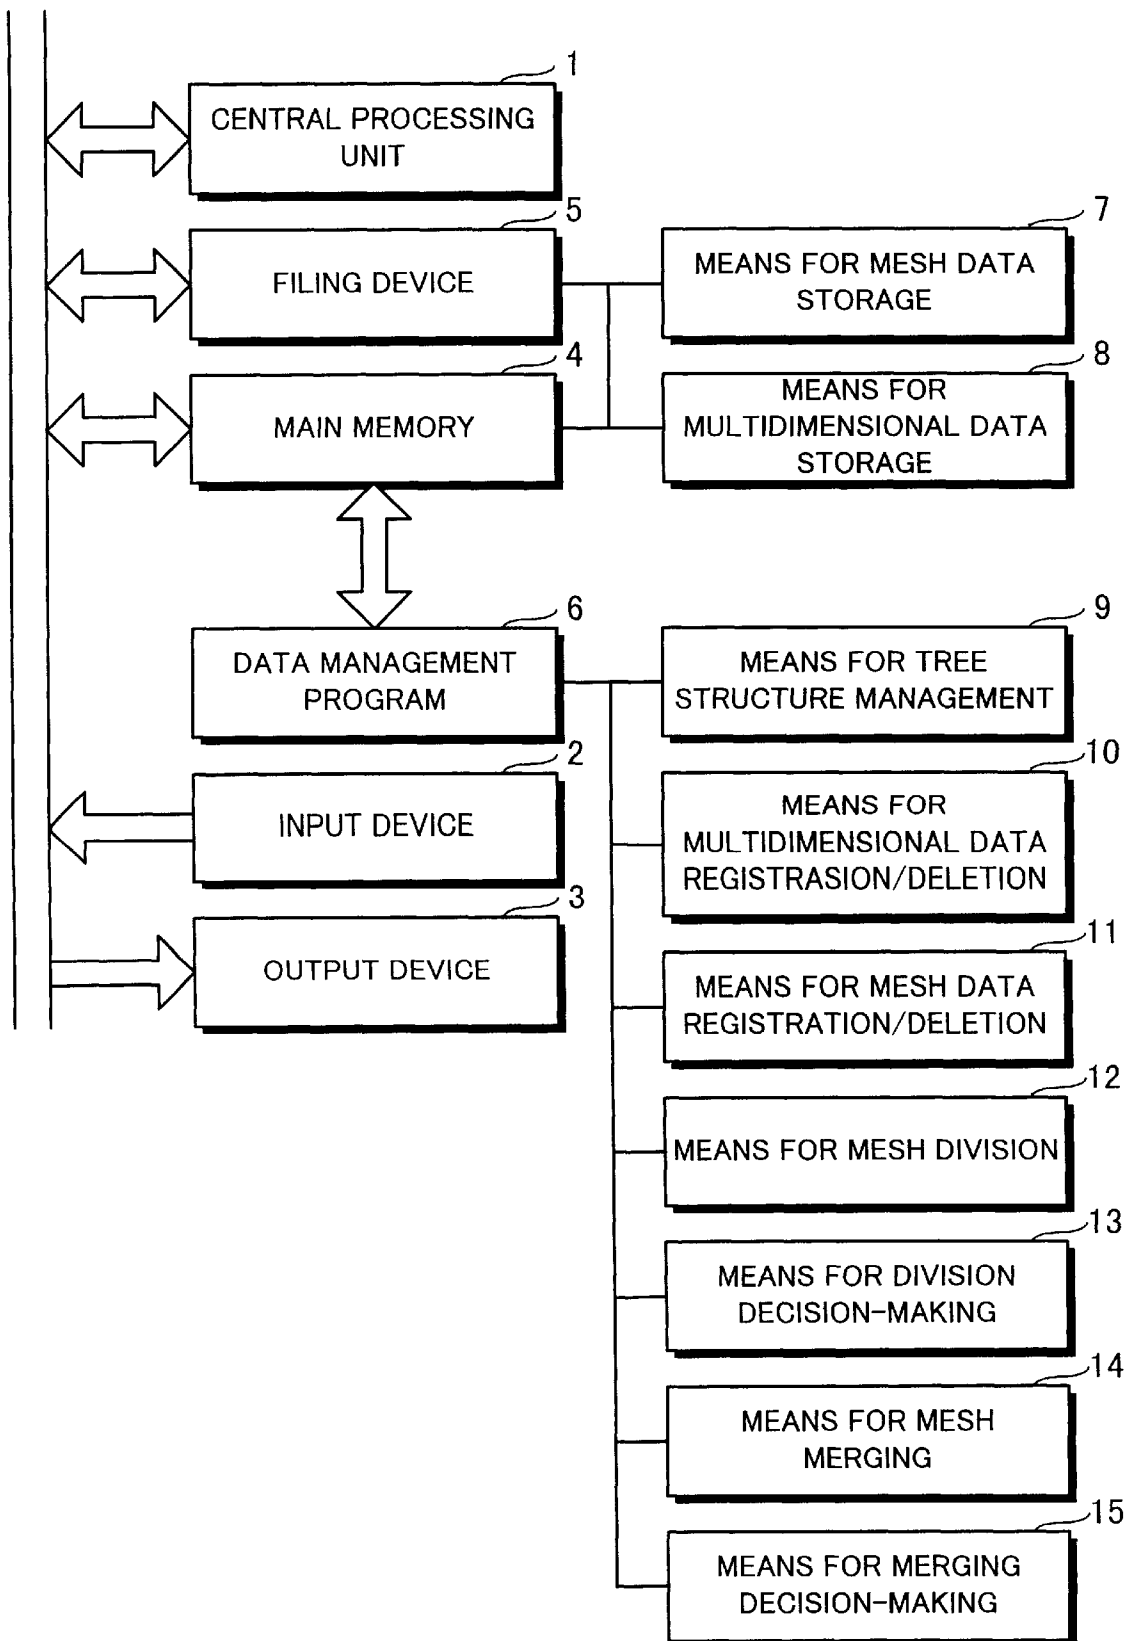 1
CENTRAL PROCESSING
UNIT
5
FILING DEVICE
7
MEANS FOR MESH DATA
STORAGE
4
MAIN MEMORY
8
MEANS FOR
MULTIDIMENSIONAL DATA
STORAGE
6
DATA MANAGEMENT
PROGRAM
9
MEANS FOR TREE
STRUCTURE MANAGEMENT
2
INPUT DEVICE
10
MEANS FOR
MULTIDIMENSIONAL DATA
REGISTRASION/DELETION
3
OUTPUT DEVICE
11
MEANS FOR MESH DATA
REGISTRATION/DELETION
12
MEANS FOR MESH DIVISION
13
MEANS FOR DIVISION
DECISION-MAKING
14
MEANS FOR MESH
MERGING
15
MEANS FOR MERGING
DECISION-MAKING